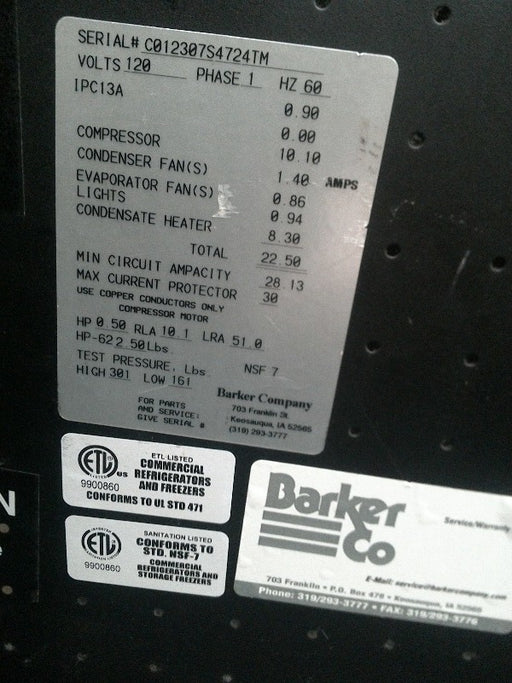 SERIAL# C012307S4724TM
VOLTS 120 PHASE 1 HZ 60
IPC13A 0.90
0.00
COMPRESSOR 10.10
CONDENSER FAN(S) 1.40 AMPS
EVAPORATOR FAN(S) 0.86
LIGHTS 0.94
CONDENSATE HEATER 8.30
TOTAL 22.50
MIN CIRCUIT AMPACITY 28.13
MAX CURRENT PROTECTOR 30
USE COPPER CONDUCTORS ONLY
COMPRESSOR MOTOR
HP 0.50 RLA 10.1 LRA 51.0
HP-62 2.50 Lbs
TEST PRESSURE, Lbs. NSF 7
HIGH 301 LOW 161
FOR PARTS
AND SERVICE:
GIVE SERIAL #
Barker Company
703 Franklin St.
Keosauqua, IA 52565
(319) 293-3777
ETL US
9900860
ETL LISTED
COMMERCIAL
REFRIGERATORS
AND FREEZERS
CONFORMS TO UL STD 471
ETL
9900860
SANITATION LISTED
CONFORMS TO
STD. NSF-7
COMMERCIAL
REFRIGERATORS AND
STORAGE FREEZERS
Barker
Co
Service/Warranty
E-Mail: service@barkercompany.com
703 Franklin • P.O. Box 478 • Keosauqua, IA 52565
Phone: 319/293-3777 • FAX: 319/293-3776
N
e